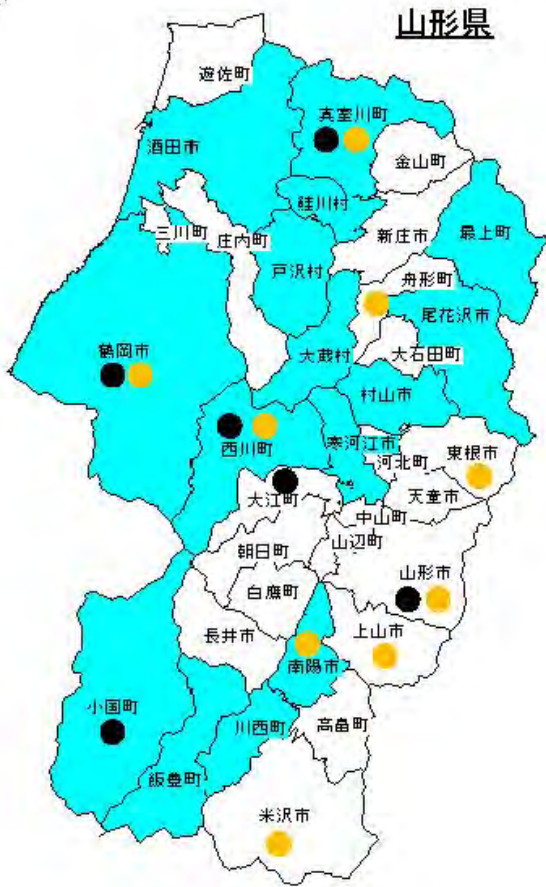 山形県
遊佐町
真室川町
酒田市
金山町
鮭川村
三川町
庄内町
新庄市
最上町
戸沢村
舟形町
尾花沢市
鶴岡市
大蔵村
大石田町
村山市
西川町
寒河江市
東根市
河北町
大江町
天童市
中山町
朝日町
山辺町
山形市
白鷹町
長井市
上山市
南陽市
小国町
川西町
高畠町
飯豊町
米沢市